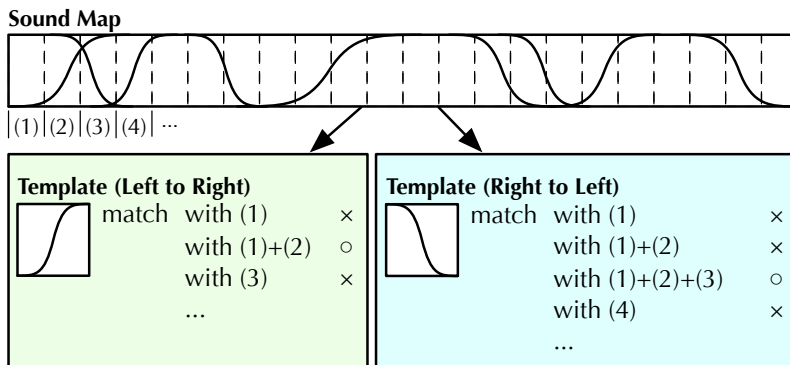 Sound Map
(1) (2) (3) (4) ...
Template (Left to Right)
match with (1) ×
with (1)+(2) ○
with (3) ×
...
Template (Right to Left)
match with (1) ×
with (1)+(2) ×
with (1)+(2)+(3) ○
with (4) ×
...